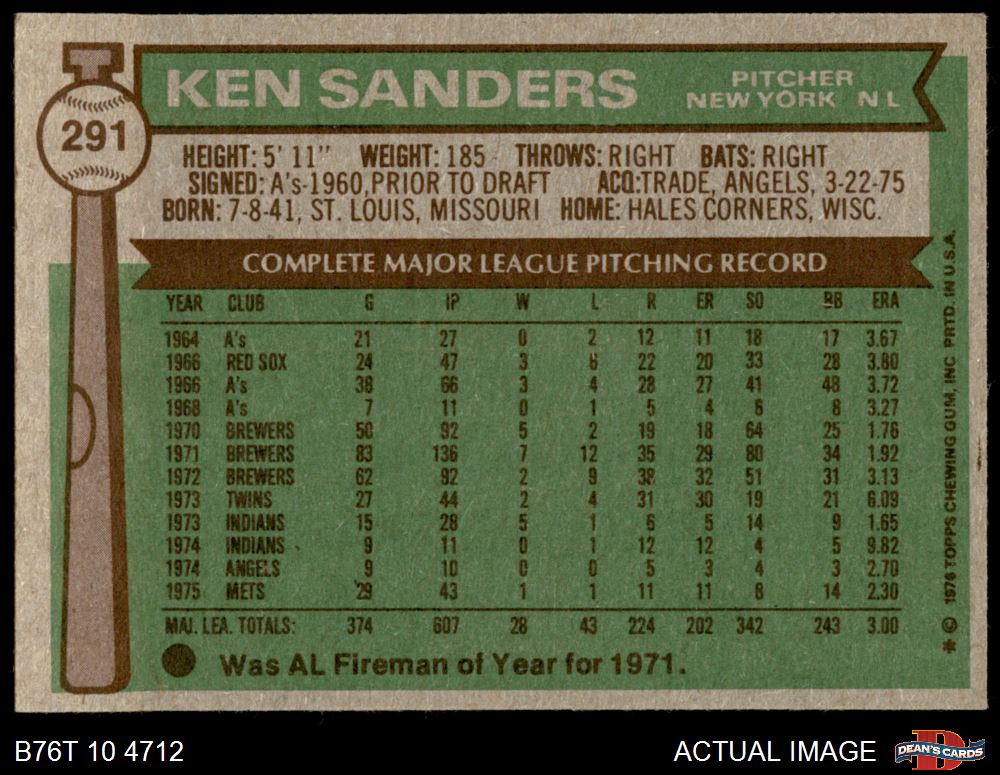 KEN SANDERS
PITCHER
NEW YORK N L
291
HEIGHT: 5' 11" WEIGHT: 185 THROWS: RIGHT BATS: RIGHT
SIGNED: A's-1960, PRIOR TO DRAFT ACQ: TRADE, ANGELS, 3-22-75
BORN: 7-8-41, ST. LOUIS, MISSOURI HOME: HALES CORNERS, WISC.
COMPLETE MAJOR LEAGUE PITCHING RECORD
YEAR CLUB G IP W L R ER SO BB ERA
1964 A's 21 27 0 2 12 11 18 17 3.67
1966 RED SOX 24 47 3 6 22 20 33 28 3.80
1966 A's 38 66 3 4 28 27 41 48 3.72
1968 A's 7 11 0 1 5 4 6 8 3.27
1970 BREWERS 50 92 5 2 19 18 64 25 1.76
1971 BREWERS 83 136 7 12 35 29 80 34 1.92
1972 BREWERS 62 92 2 9 38 32 51 31 3.13
1973 TWINS 27 44 2 4 31 30 19 21 6.09
1973 INDIANS 15 28 5 1 6 5 14 9 1.65
1974 INDIANS 9 11 0 1 12 12 4 5 9.82
1974 ANGELS 9 10 0 0 5 3 4 3 2.70
1975 METS 29 43 1 1 11 11 8 14 2.30
MAJ. LEA. TOTALS: 374 607 28 43 224 202 342 243 3.00
Was AL Fireman of Year for 1971.
* © 1976 TOPPS CHEWING GUM, INC PRTD. IN U.S.A.
B76T 10 4712
ACTUAL IMAGE
D
DEAN'S CARDS